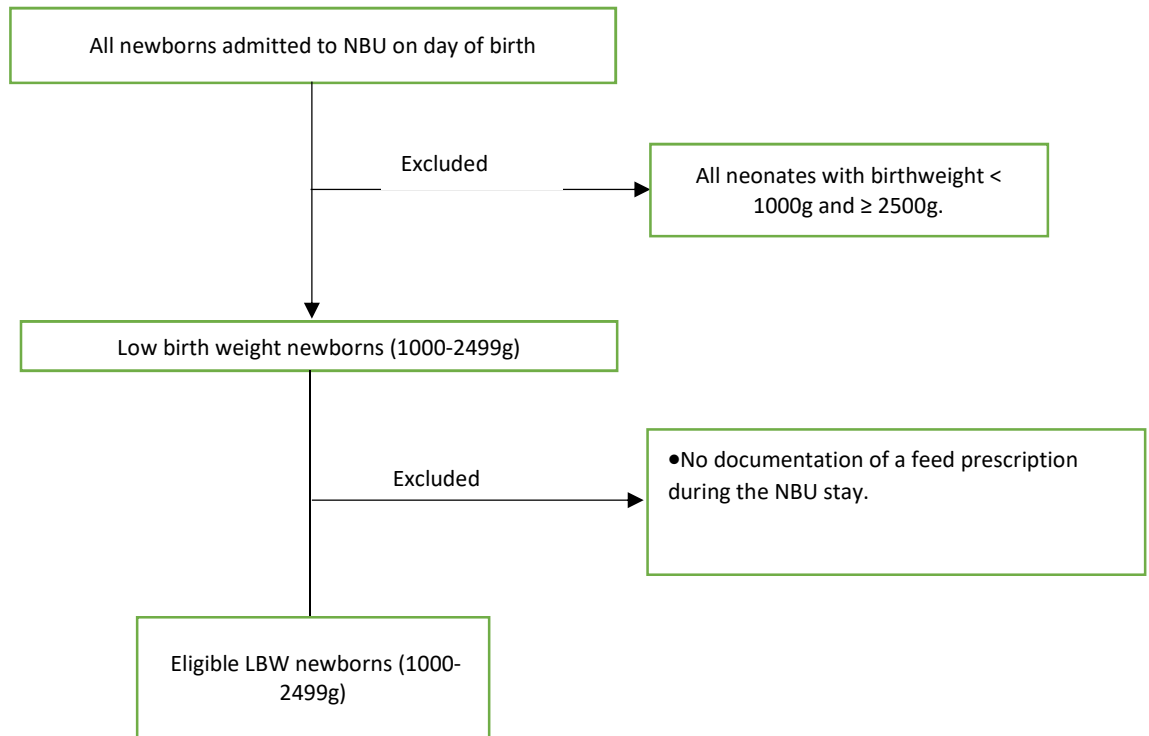 All newborns admitted to NBU on day of birth
Excluded
All neonates with birthweight <
1000g and ≥ 2500g.
Low birth weight newborns (1000-2499g)
Excluded
●No documentation of a feed prescription
during the NBU stay.
Eligible LBW newborns (1000-
2499g)